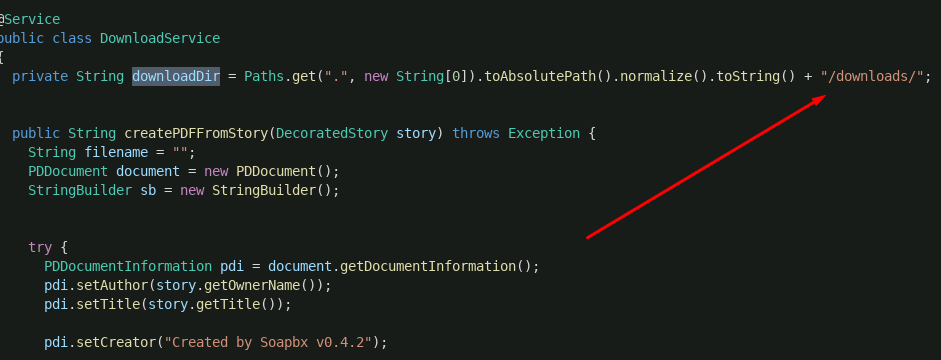 @Service
public class DownloadService
{
private String downloadDir = Paths.get(".", new String[0]).toAbsolutePath().normalize().toString() + "/downloads/";
public String createPDFFromStory(DecoratedStory story) throws Exception {
String filename = "";
PDDocument document = new PDDocument();
StringBuilder sb = new StringBuilder();
try {
PDDocumentInformation pdi = document.getDocumentInformation();
pdi.setAuthor(story.getOwnerName());
pdi.setTitle(story.getTitle());
pdi.setCreator("Created by Soapbx v0.4.2");